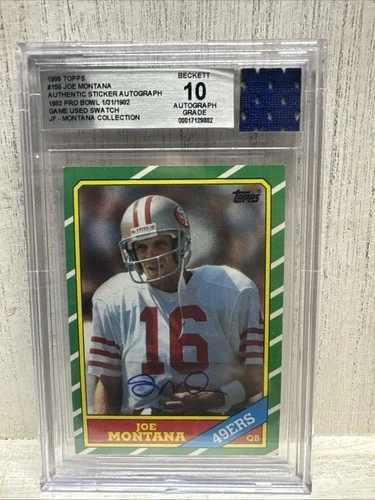 1986 TOPPS
#156 JOE MONTANA
AUTHENTIC STICKER AUTOGRAPH
1982 PRO BOWL 1/31/1982
GAME USED SWATCH
JF - MONTANA COLLECTION
BECKETT
10
AUTOGRAPH
GRADE
00017129882
TOPPS
16
JOE
MONTANA
49ERS
QB